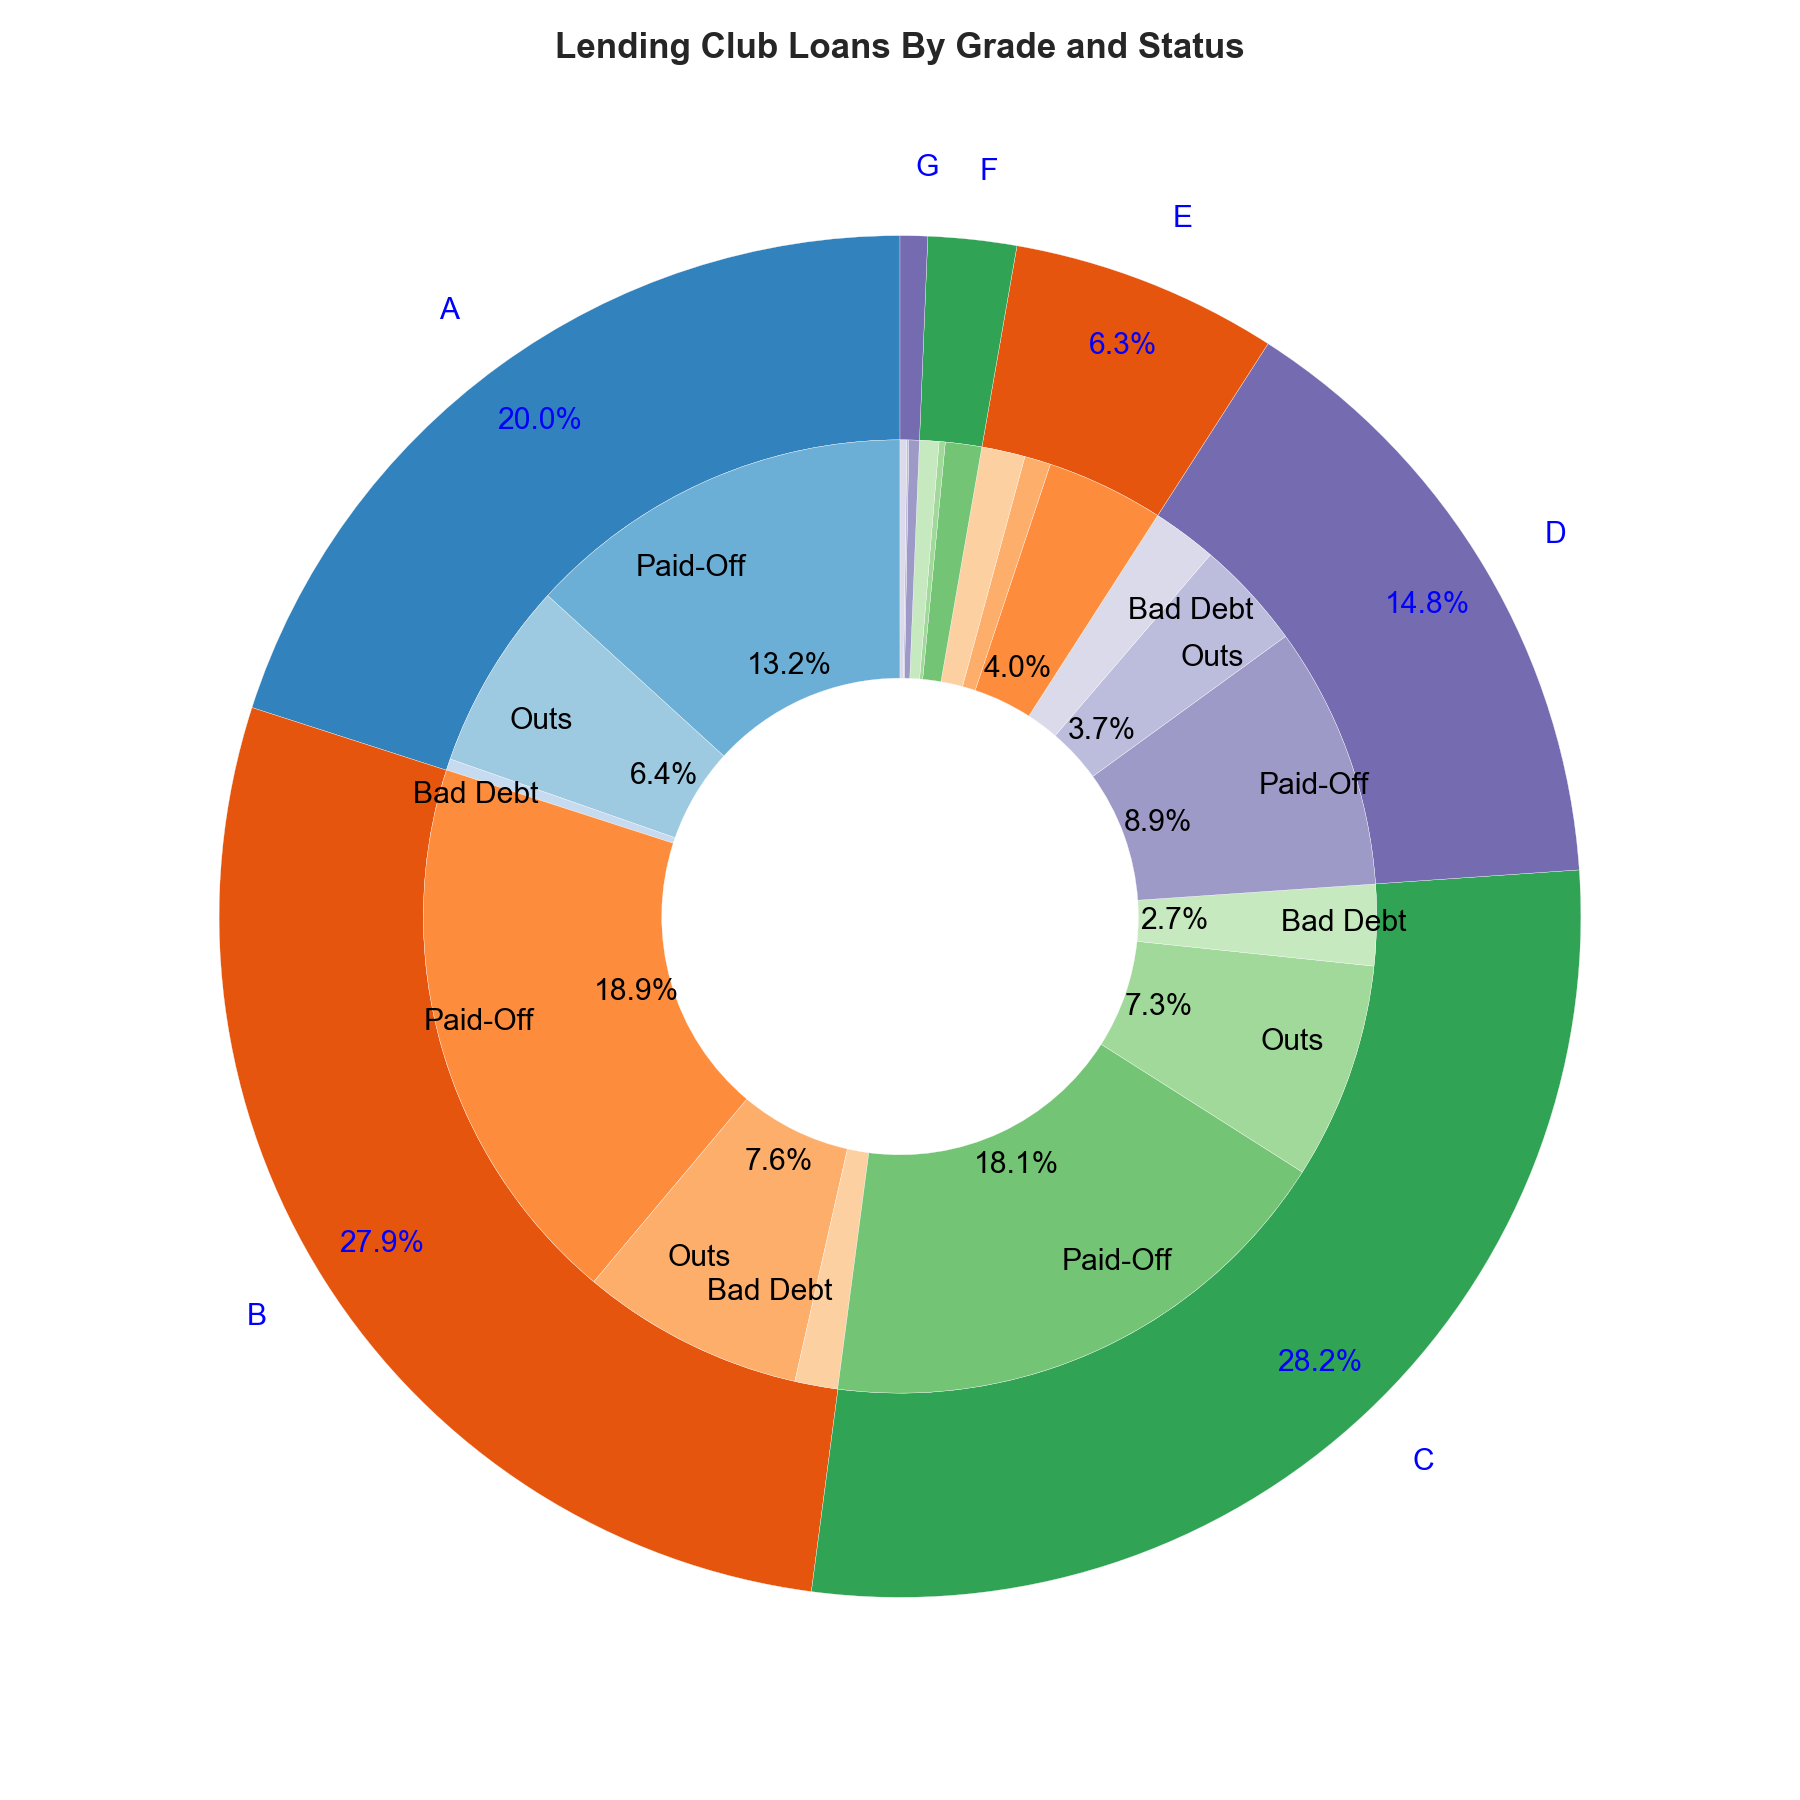 Lending Club Loans By Grade and Status
G
F
E
A
6.3%
20.0%
D
Paid-Off
14.8%
Bad Debt
13.2%
4.0%
Outs
Outs
3.7%
6.4%
Paid-Off
Bad Debt
8.9%
2.7%
Bad Debt
18.9%
7.3%
Paid-Off
Outs
7.6%
18.1%
27.9%
Outs
Paid-Off
Bad Debt
B
28.2%
C